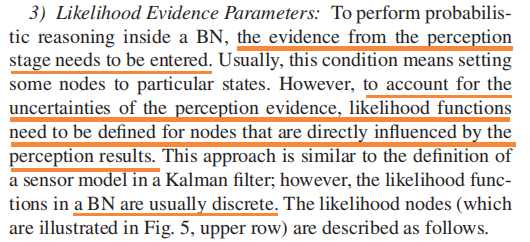 3) Likelihood Evidence Parameters: To perform probabilis-
tic reasoning inside a BN, the evidence from the perception
stage needs to be entered. Usually, this condition means setting
some nodes to particular states. However, to account for the
uncertainties of the perception evidence, likelihood functions
need to be defined for nodes that are directly influenced by the
perception results. This approach is similar to the definition of
a sensor model in a Kalman filter; however, the likelihood func-
tions in a BN are usually discrete. The likelihood nodes (which
are illustrated in Fig. 5, upper row) are described as follows.